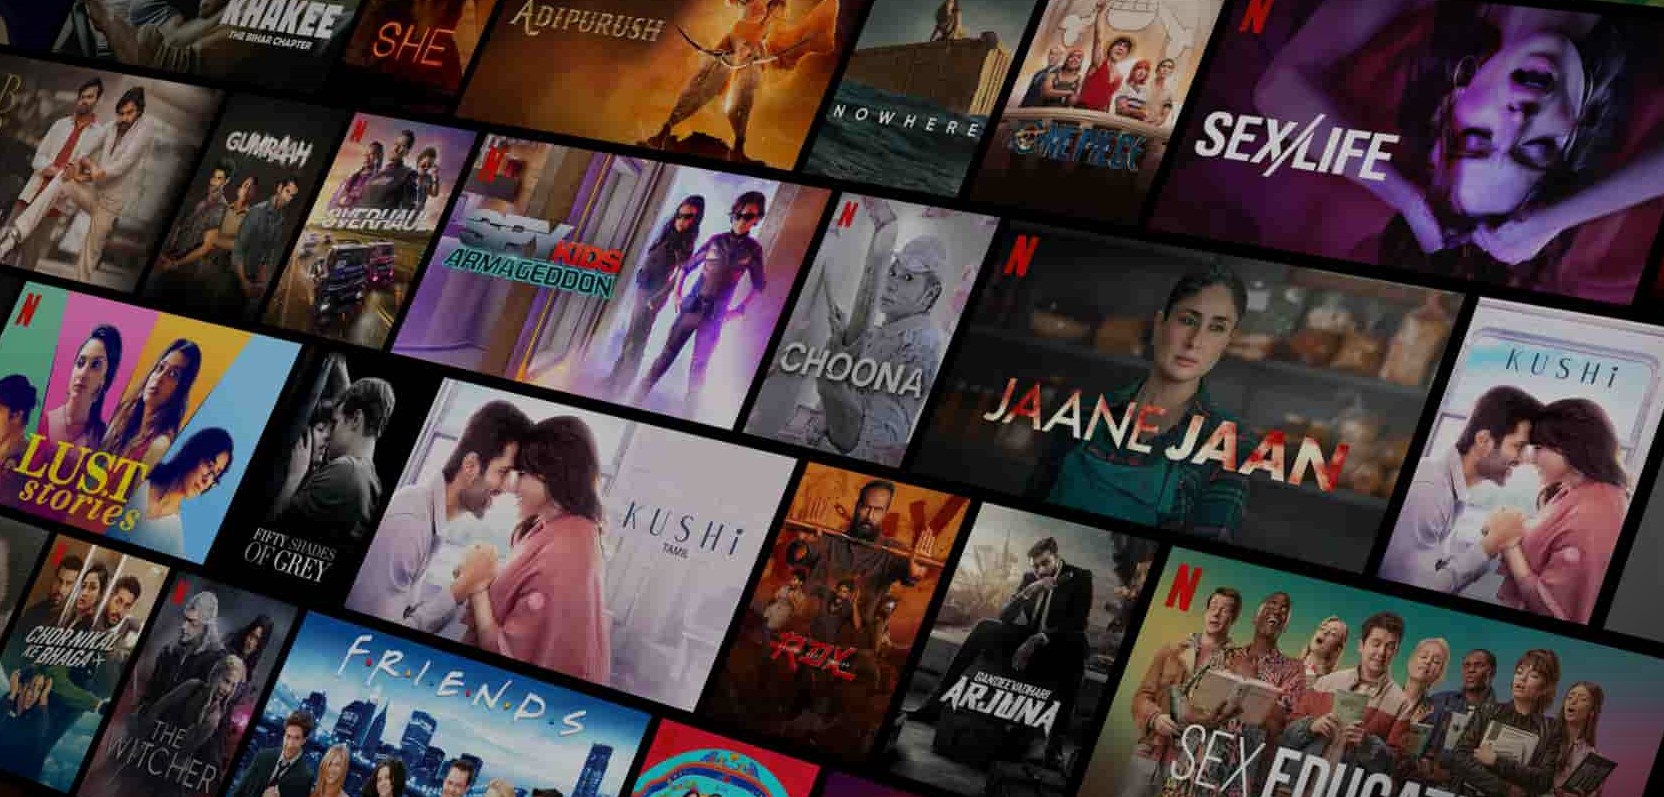 KHAKEE
THE BIHAR CHAPTER
SHE
ADIPURUSH
NOWHERE
ONE PIECE
N
SEX/LIFE
B
GUMRAAH
N
OVERHAUL
N
SPY KIDS
ARMAGEDDON
N
CHOONA
N
JAANE JAAN
KUSHi
N
LUST
stories
FIFTY SHADES
OF GREY
KUSHi
TAMIL
RDX
GANDEEVADHARI
ARJUNA
N
SEX EDUCAT
CHOR NIKAL
KE BHAGA
N
THE
WITCHER
F.R.I.E.N.D.S